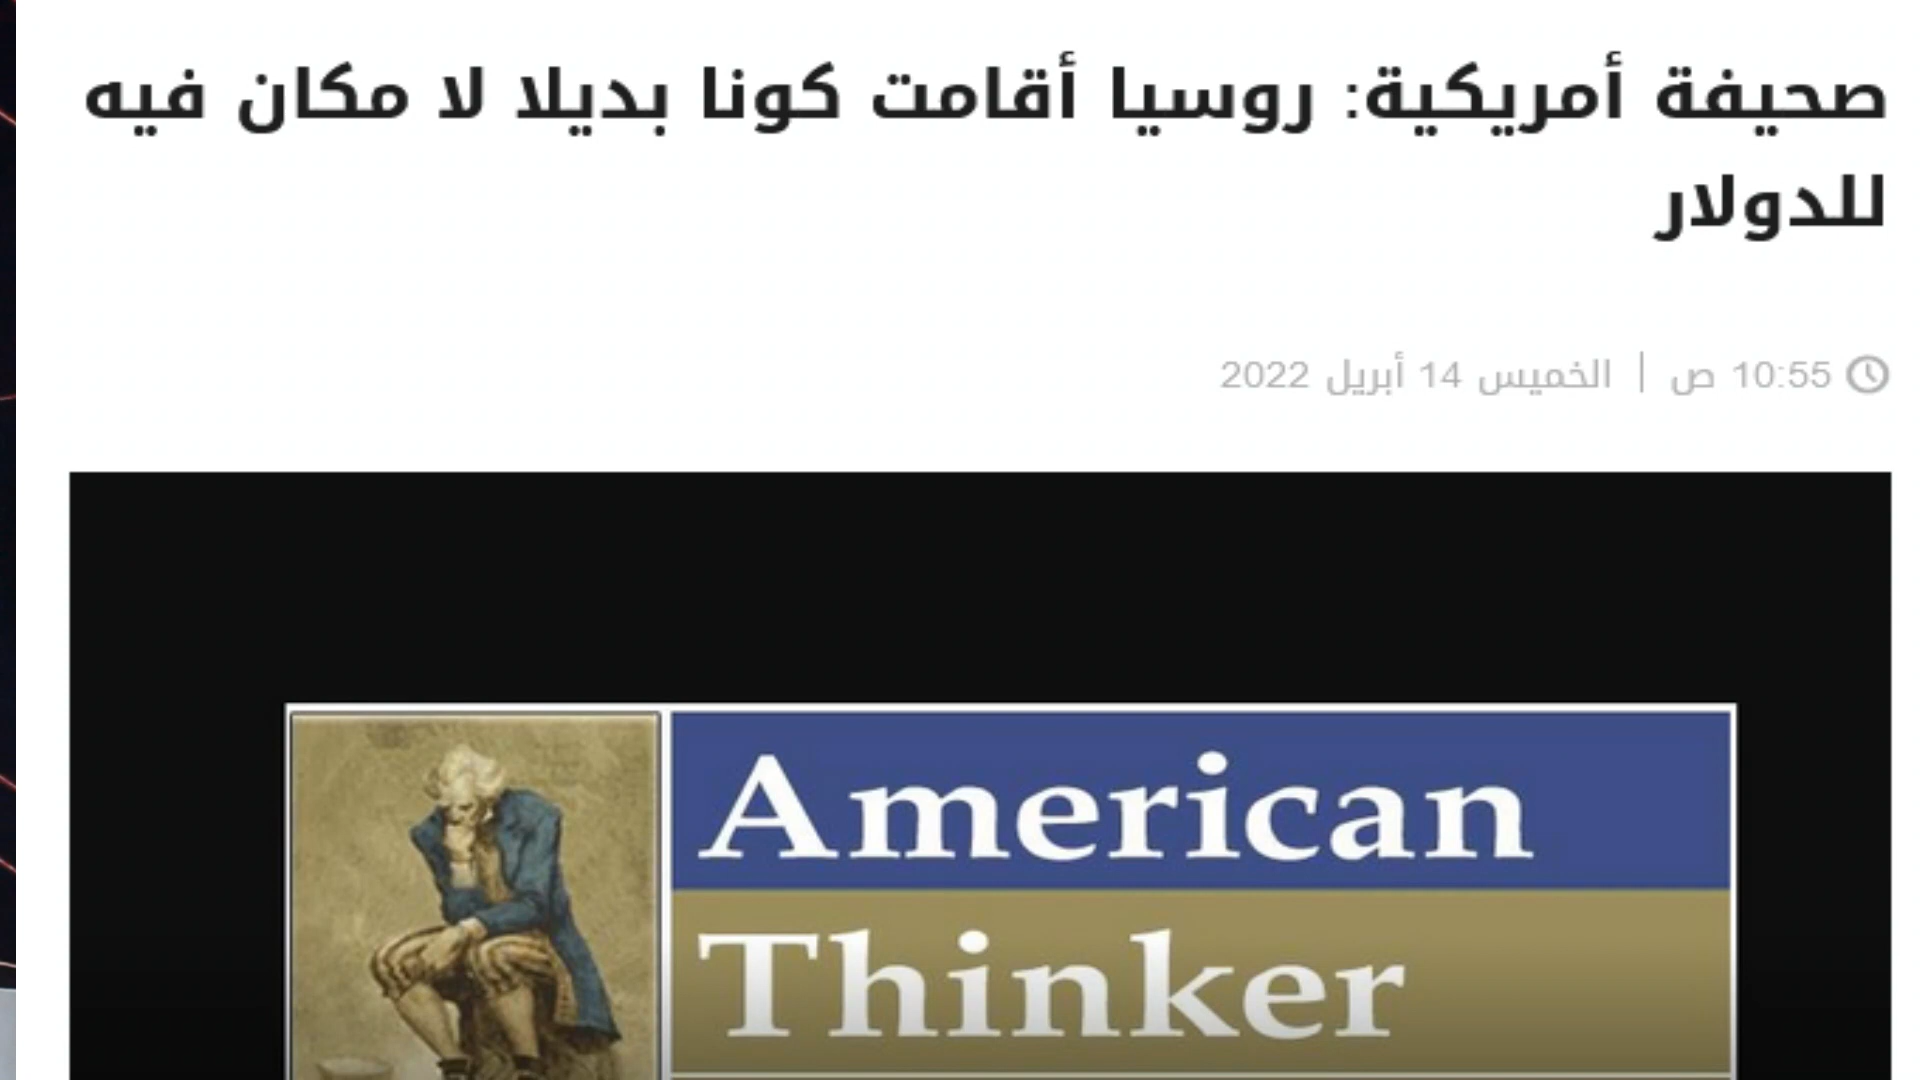 صحيفة أمريكية: روسيا أقامت كونا بديلا لا مكان فيه
للدولار
10:55 ص | الخميس 14 أبريل 2022
American
Thinker